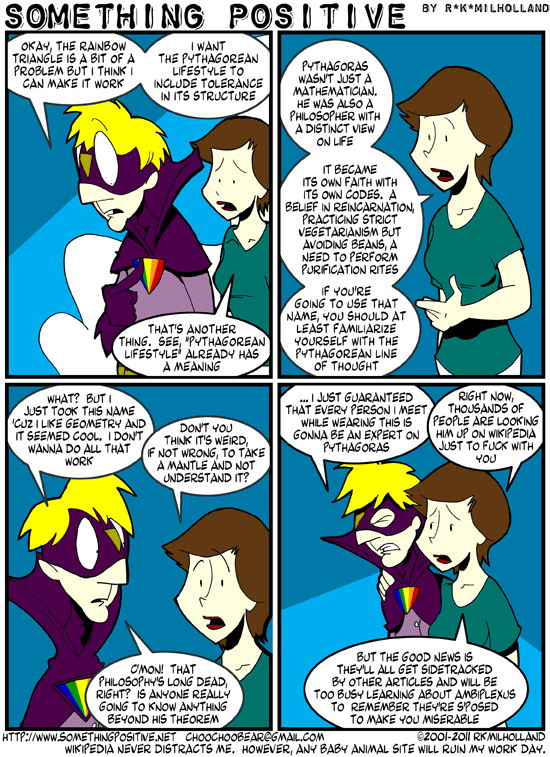 SOMETHING POSITIVE
BY R*K*MILHOLLAND
OKAY, THE RAINBOW
TRIANGLE IS A BIT OF A
PROBLEM BUT I THINK I
CAN MAKE IT WORK
I WANT
THE PYTHAGOREAN
LIFESTYLE TO
INCLUDE TOLERANCE
IN ITS STRUCTURE
THAT'S ANOTHER
THING. SEE, "PYTHAGOREAN
LIFESTYLE" ALREADY HAS
A MEANING
PYTHAGORAS
WASN'T JUST A
MATHEMATICIAN.
HE WAS ALSO A
PHILOSOPHER WITH
A DISTINCT VIEW
ON LIFE
IT BECAME
ITS OWN FAITH WITH
ITS OWN CODES. A
BELIEF IN REINCARNATION,
PRACTICING STRICT
VEGETARIANISM BUT
AVOIDING BEANS, A
NEED TO PERFORM
PURIFICATION RITES
IF YOU'RE
GOING TO USE THAT
NAME, YOU SHOULD AT
LEAST FAMILIARIZE
YOURSELF WITH THE
PYTHAGOREAN LINE
OF THOUGHT
WHAT? BUT I
JUST TOOK THIS NAME
'CUZ I LIKE GEOMETRY AND
IT SEEMED COOL. I DON'T
WANNA DO ALL THAT
WORK
DON'T YOU
THINK IT'S WEIRD,
IF NOT WRONG, TO TAKE
A MANTLE AND NOT
UNDERSTAND IT?
C'MON! THAT
PHILOSOPHY'S LONG DEAD,
RIGHT? IS ANYONE REALLY
GOING TO KNOW ANYTHING
BEYOND HIS THEOREM
... I JUST GUARANTEED
THAT EVERY PERSON I MEET
WHILE WEARING THIS IS
GONNA BE AN EXPERT ON
PYTHAGORAS
RIGHT NOW,
THOUSANDS OF
PEOPLE ARE LOOKING
HIM UP ON WIKIPEDIA
JUST TO FUCK WITH
YOU
BUT THE GOOD NEWS IS
THEY'LL ALL GET SIDETRACKED
BY OTHER ARTICLES AND WILL BE
TOO BUSY LEARNING ABOUT AMBIPLEXUS
TO REMEMBER THEY'RE S'POSED
TO MAKE YOU MISERABLE
HTTP://WWW.SOMETHINGPOSITIVE.NET CHOOCHOOBEAR@GMAIL.COM ©2001-2011 RKMILHOLLAND
WIKIPEDIA NEVER DISTRACTS ME. HOWEVER, ANY BABY ANIMAL SITE WILL RUIN MY WORK DAY.